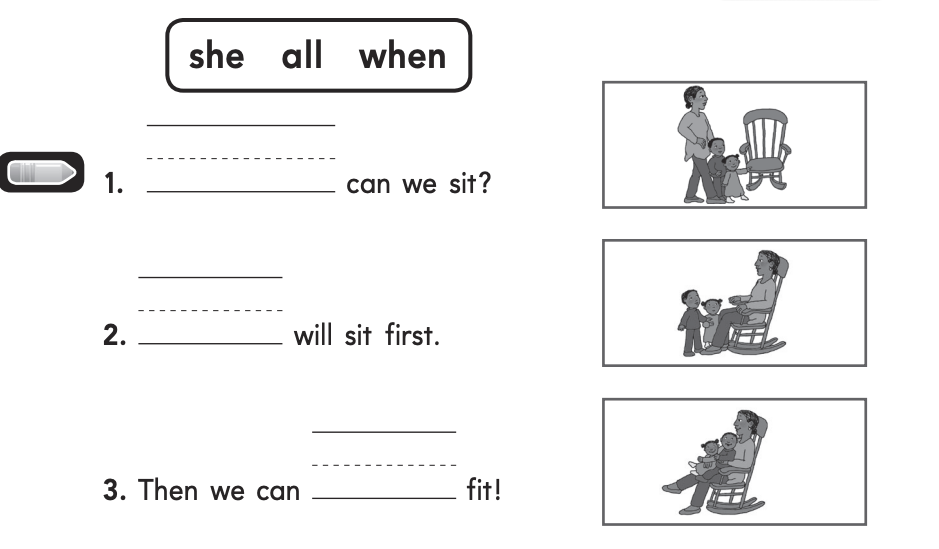 she all when
1. can we sit?
2. will sit first.
3. Then we can fit!